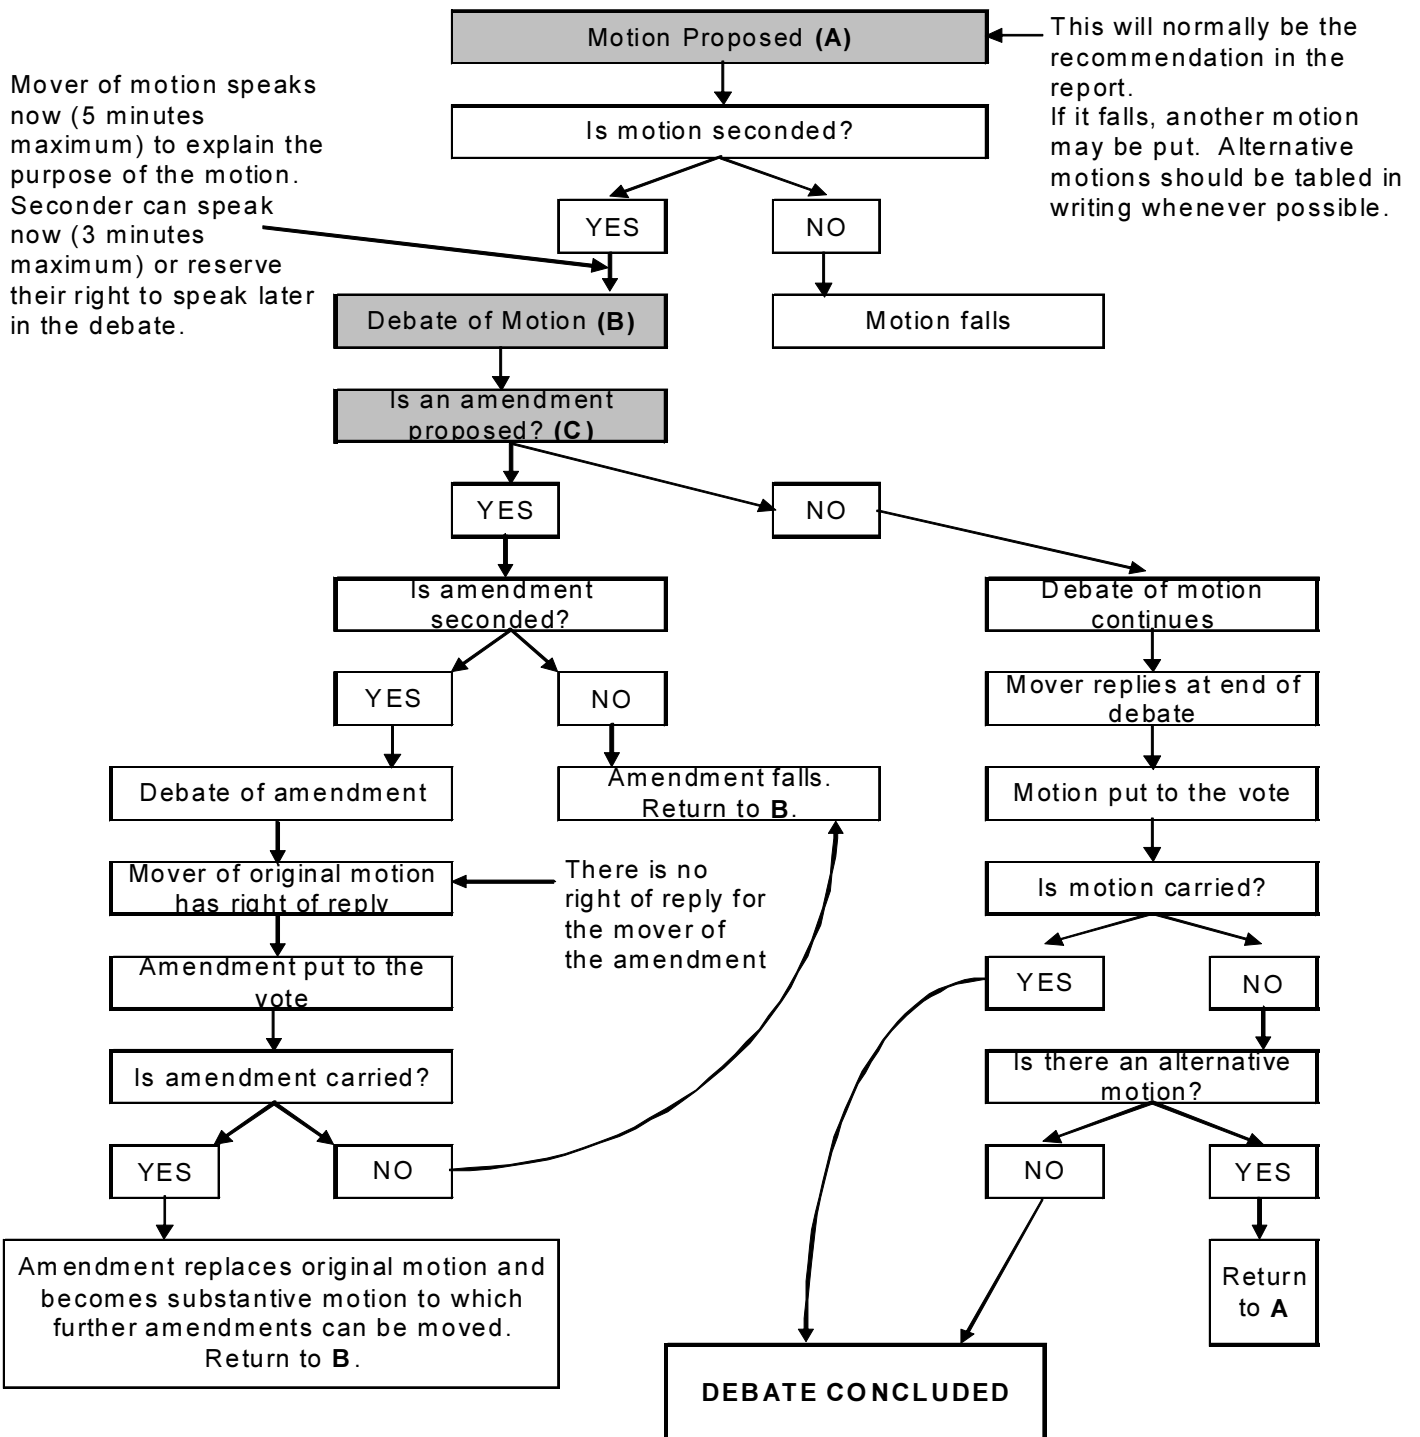 Motion Proposed (A)
This will normally be the
recommendation in the
report.
If it falls, another motion
may be put. Alternative
motions should be tabled in
writing whenever possible.
Mover of motion speaks
now (5 minutes
maximum) to explain the
purpose of the motion.
Seconder can speak
now (3 minutes
maximum) or reserve
their right to speak later
in the debate.
Is motion seconded?
YES
NO
Debate of Motion (B)
Motion falls
Is an amendment
proposed? (C)
YES
NO
Is amendment
seconded?
Debate of motion
continues
YES
NO
Mover replies at end of
debate
Debate of amendment
Amendment falls.
Return to B.
Motion put to the vote
Mover of original motion
has right of reply
There is no
right of reply for
the mover of
the amendment
Is motion carried?
Amendment put to the
vote
YES
NO
Is amendment carried?
Is there an alternative
motion?
YES
NO
NO
YES
Amendment replaces original motion and
becomes substantive motion to which
further amendments can be moved.
Return to B.
Return
to A
DEBATE CONCLUDED